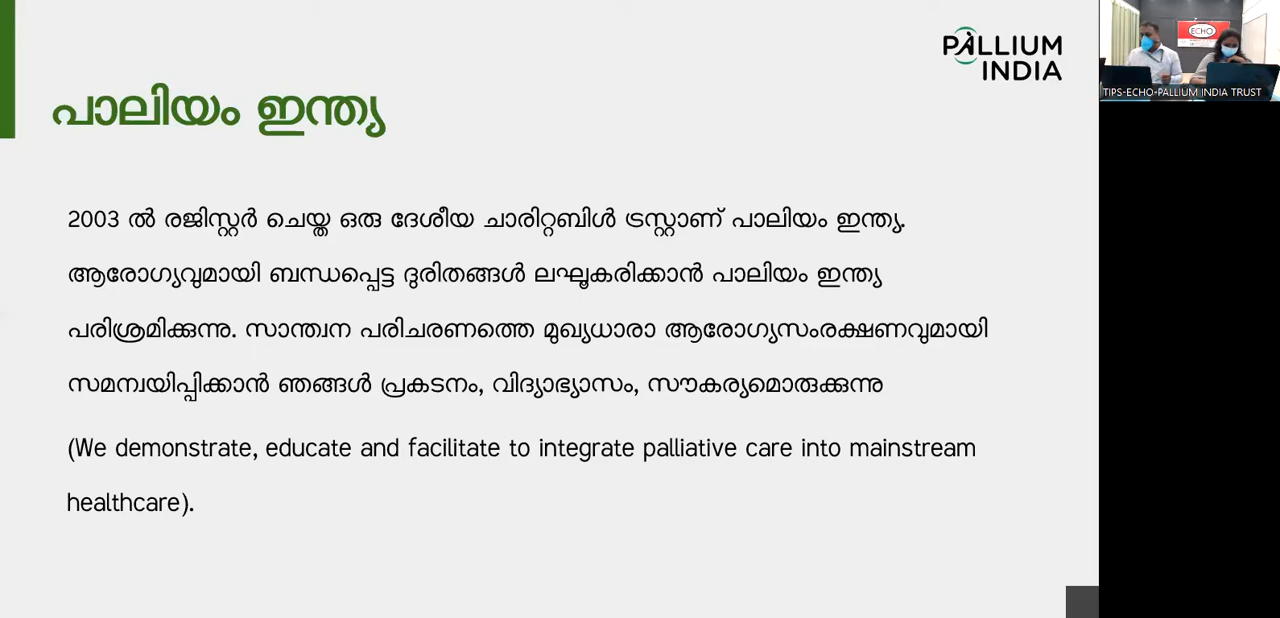 PALLIUM
INDIA
ECHO
TIPS-ECHO-PALLIUM INDIA TRUST
പാലിയം ഇന്ത്യ
2003 ൽ രജിസ്റ്റർ ചെയ്ത ഒരു ദേശീയ ചാരിറ്റബിൾ ട്രസ്റ്റാണ് പാലിയം ഇന്ത്യ.
ആരോഗ്യവുമായി ബന്ധപ്പെട്ട ദുരിതങ്ങൾ ലഘൂകരിക്കാൻ പാലിയം ഇന്ത്യ
പരിശ്രമിക്കുന്നു. സാന്ത്വന പരിചരണത്തെ മുഖ്യധാരാ ആരോഗ്യസംരക്ഷണവുമായി
സമന്വയിപ്പിക്കാൻ ഞങ്ങൾ പ്രകടനം, വിദ്യാഭ്യാസം, സൗകര്യമൊരുക്കുന്നു
(We demonstrate, educate and facilitate to integrate palliative care into mainstream
healthcare).